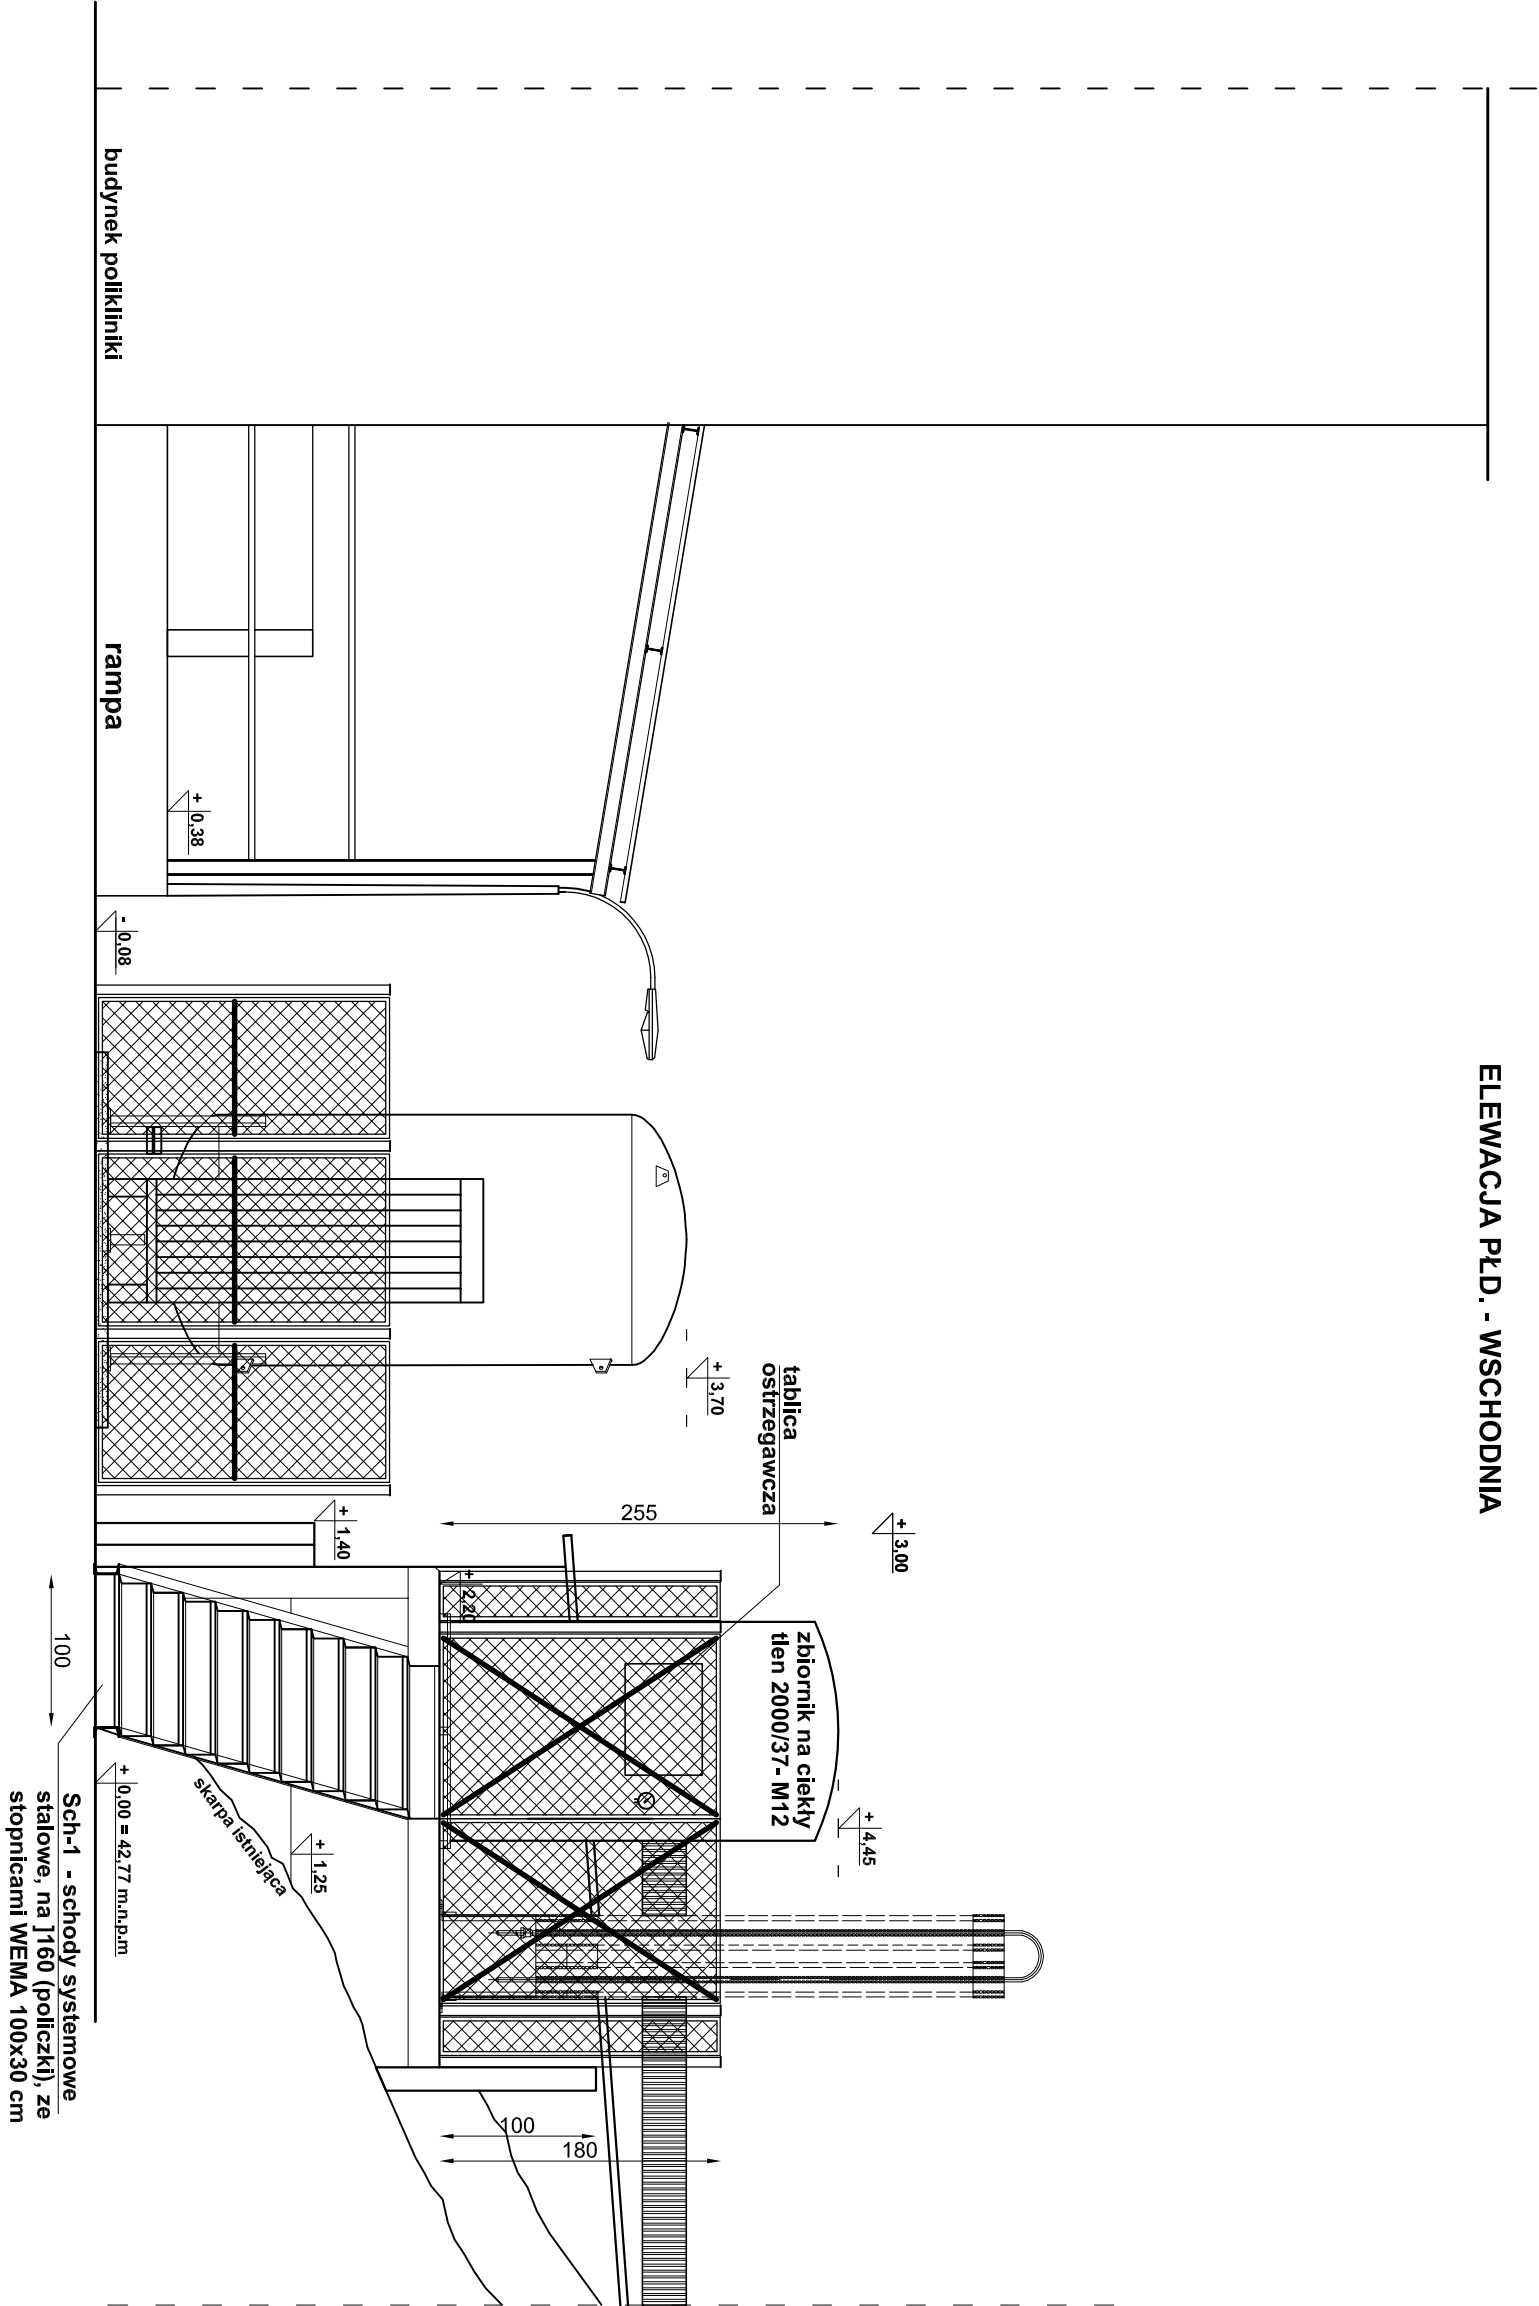 ELEWACJA PŁD. - WSCHODNIA
budynek polikliniki
rampa
+
0,38
-
0,08
+
3,70
tablica
ostrzegawcza
255
+
3,00
+
1,40
+
2,20
zbiornik na ciekły
tlen 2000/37- M12
+
4,45
100
skarpa istniejąca
+
1,25
+
0,00 = 42,77 m.n.p.m
Sch-1 - schody systemowe
stalowe, na ]160 (policzki), ze
stopnicami WEMA 100x30 cm
100
180